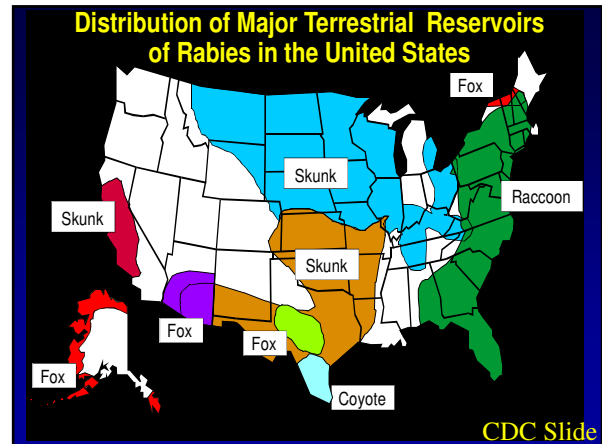 Distribution of Major Terrestrial Reservoirs
of Rabies in the United States
Fox
Skunk
Raccoon
Skunk
Skunk
Fox
Fox
Fox
Coyote
CDC Slide